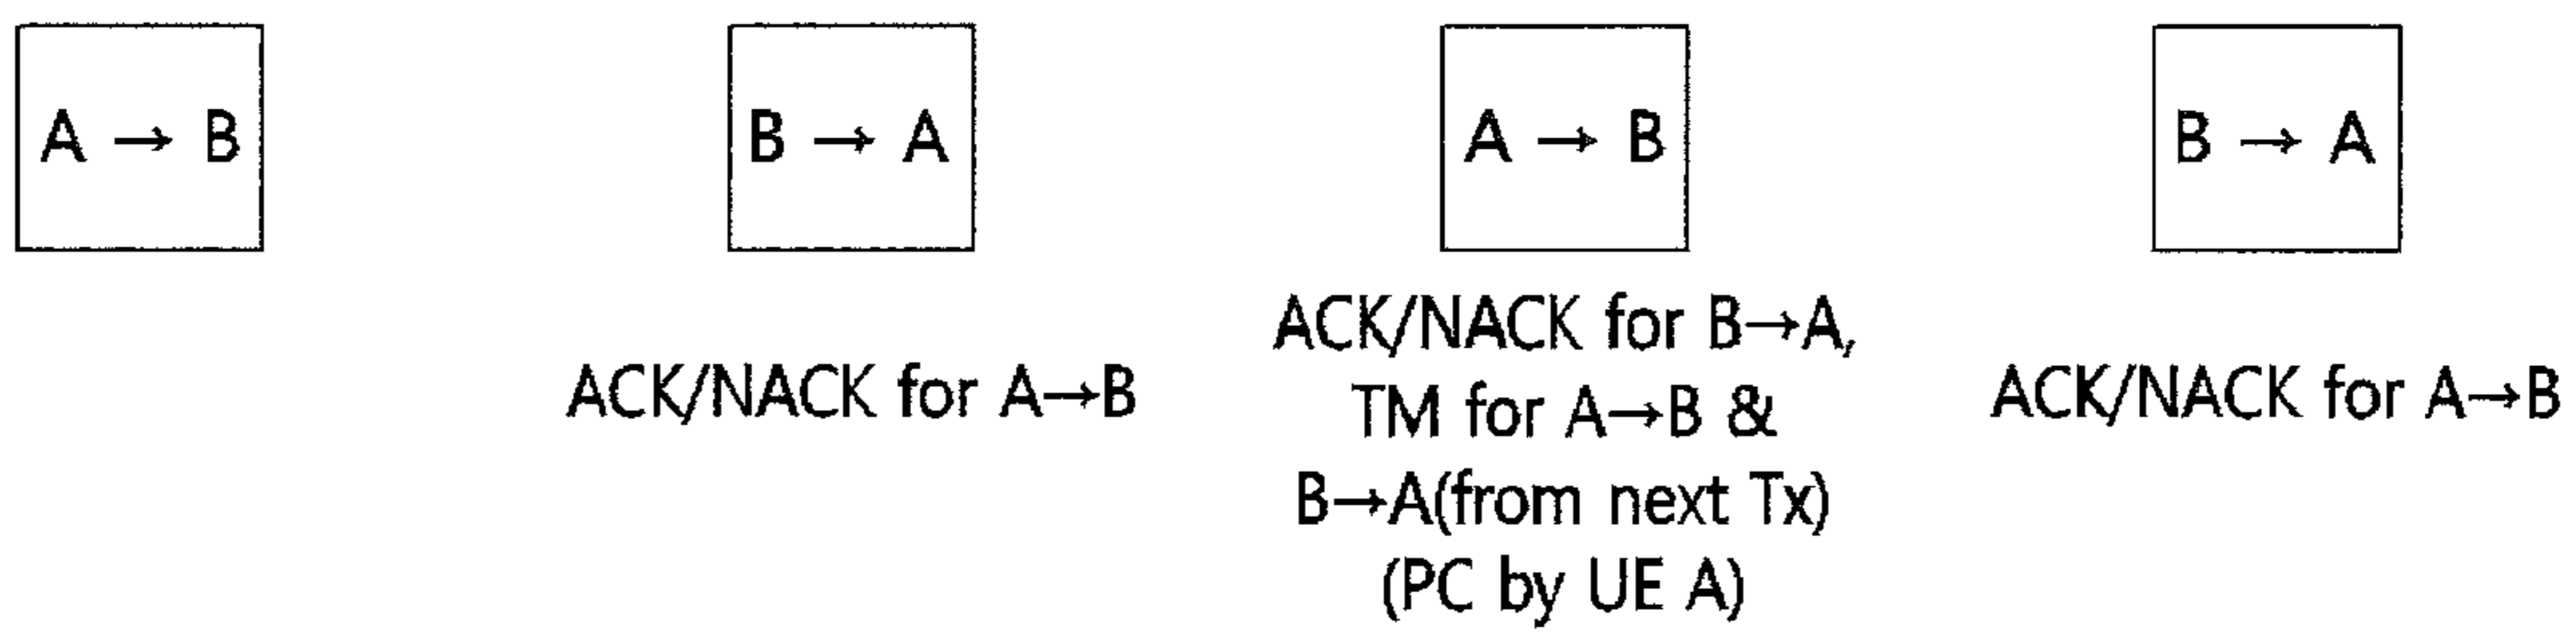 A → B
B → A
A → B
B → A
ACK/NACK for A→B
ACK/NACK for B→A,
TM for A→B &
B→A(from next Tx)
(PC by UE A)
ACK/NACK for A→B